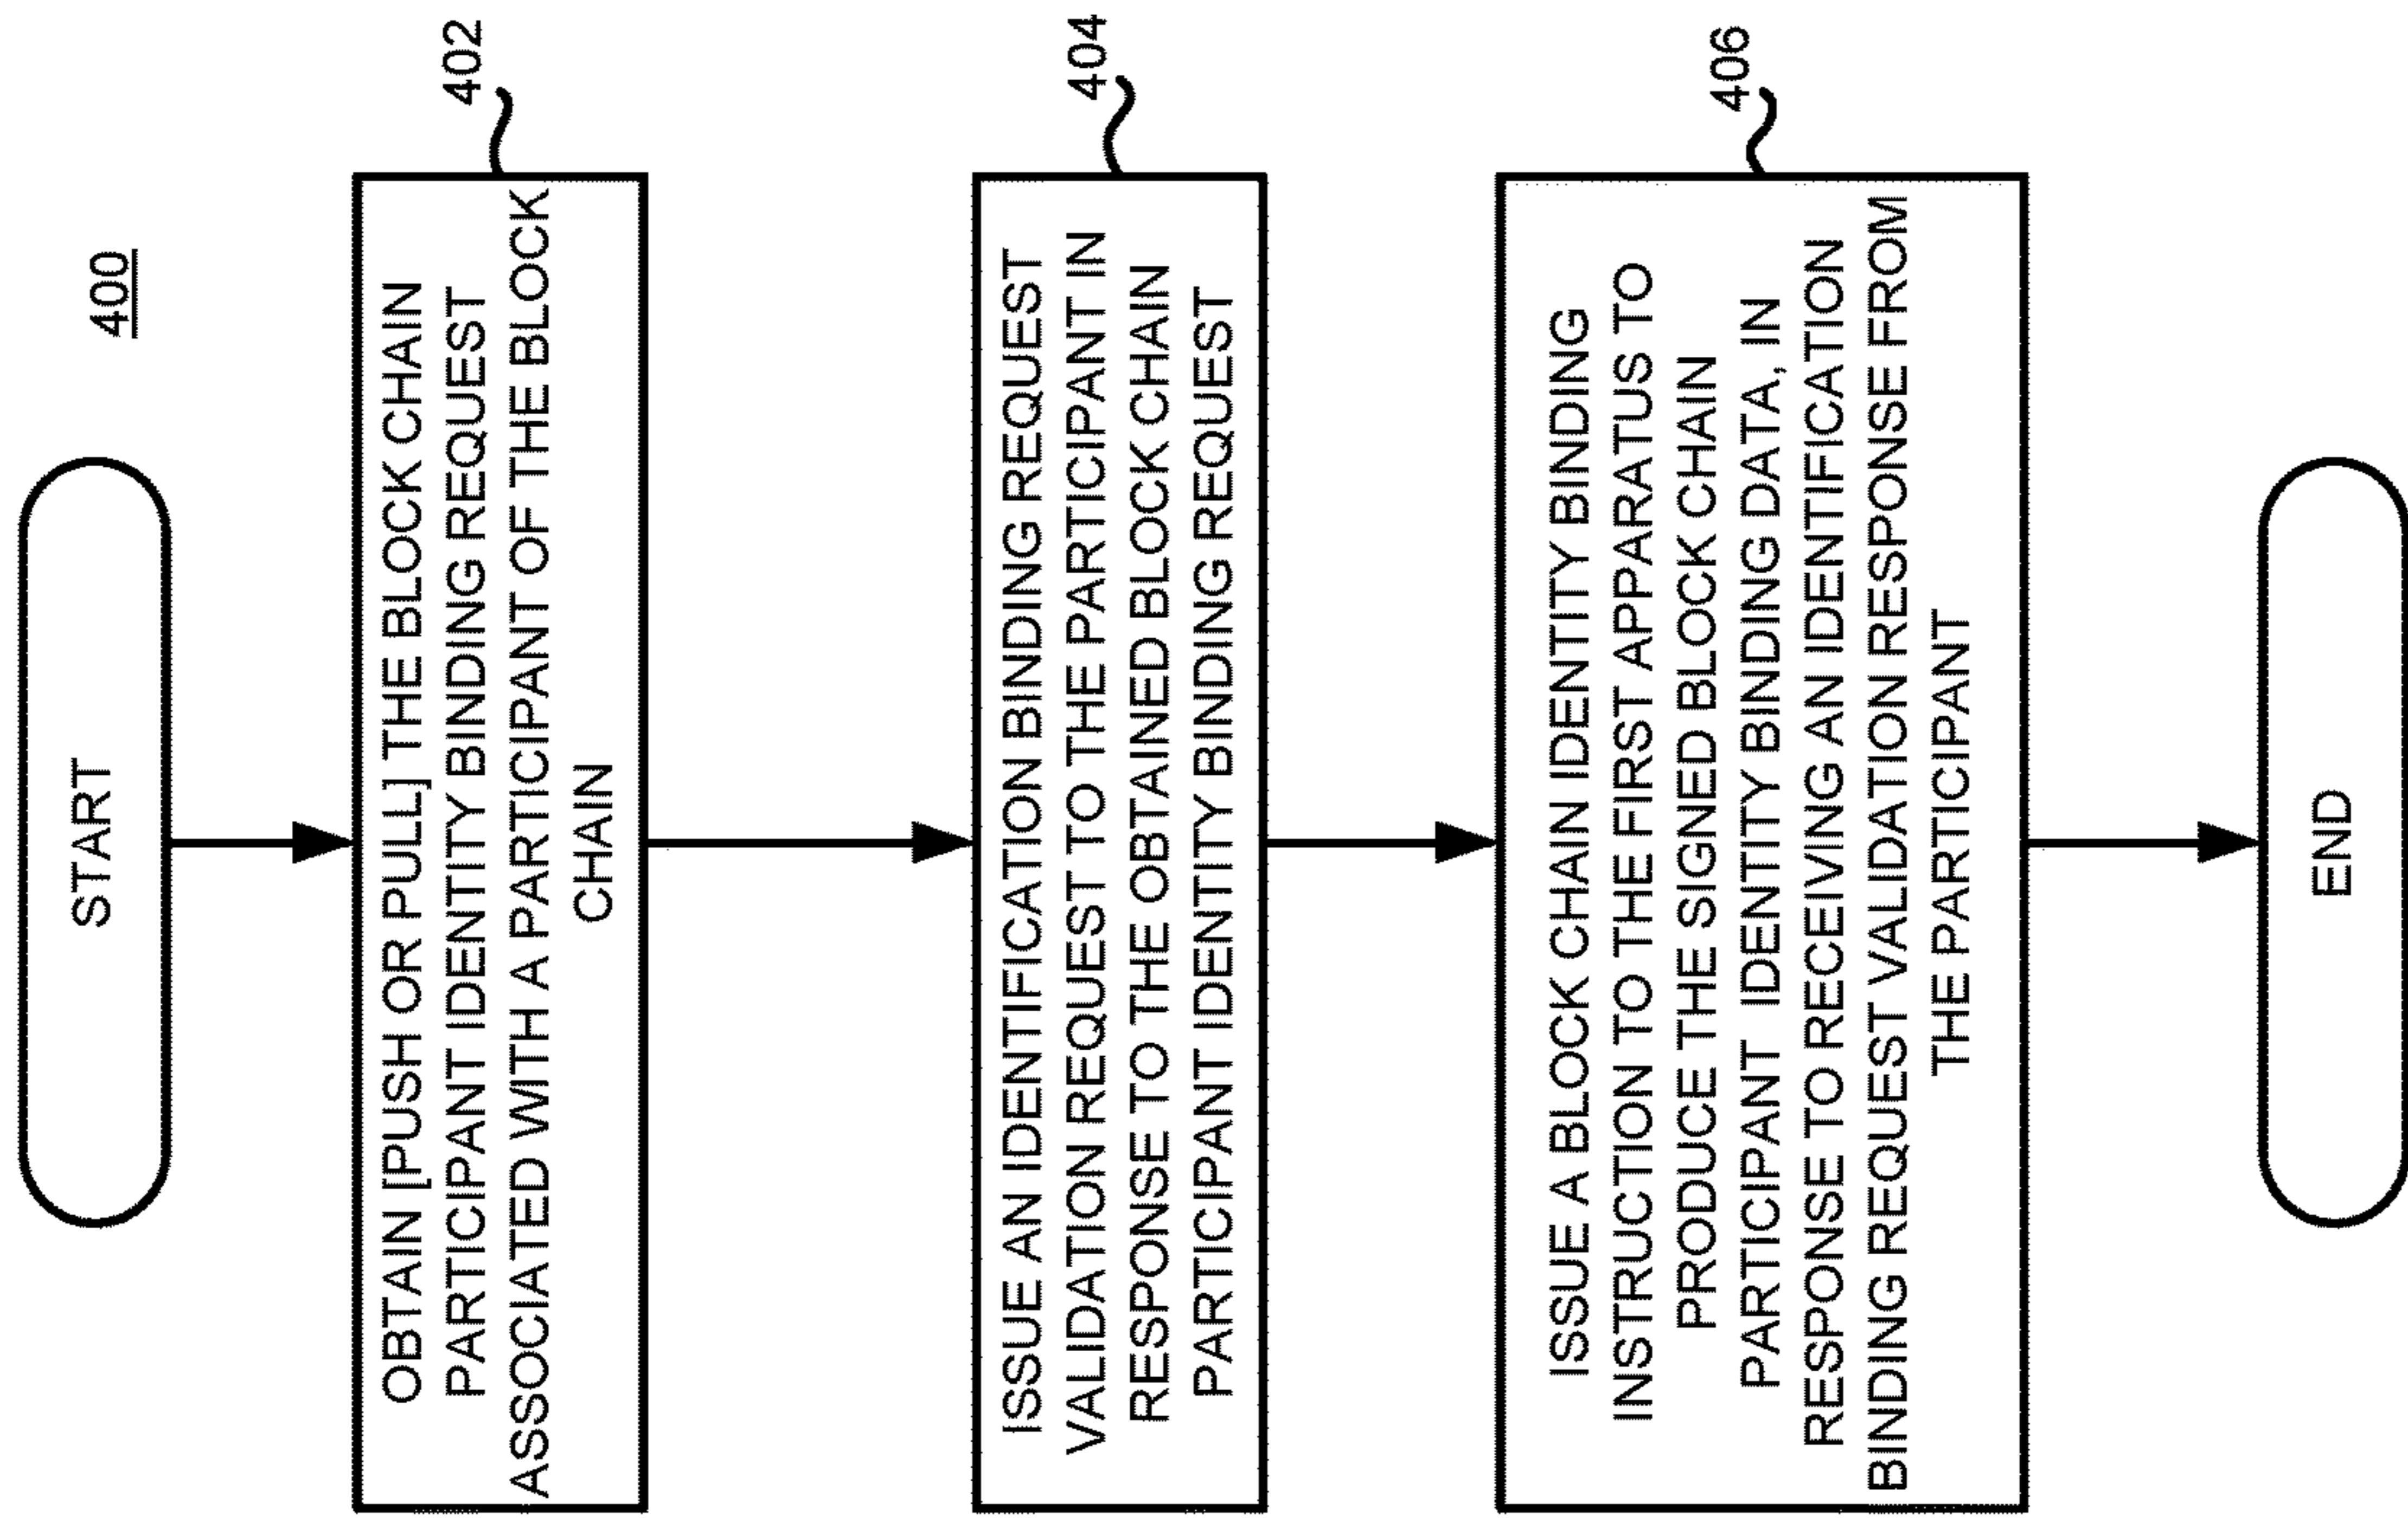 400
START
402
OBTAIN [PUSH OR PULL] THE BLOCK CHAIN
PARTICIPANT IDENTITY BINDING REQUEST
ASSOCIATED WITH A PARTICIPANT OF THE BLOCK
CHAIN
404
ISSUE AN IDENTIFICATION BINDING REQUEST
VALIDATION REQUEST TO THE PARTICIPANT IN
RESPONSE TO THE OBTAINED BLOCK CHAIN
PARTICIPANT IDENTITY BINDING REQUEST
406
ISSUE A BLOCK CHAIN IDENTITY BINDING
INSTRUCTION TO THE FIRST APPARATUS TO
PRODUCE THE SIGNED BLOCK CHAIN
PARTICIPANT IDENTITY BINDING DATA, IN
RESPONSE TO RECEIVING AN IDENTIFICATION
BINDING REQUEST VALIDATION RESPONSE FROM
THE PARTICIPANT
END